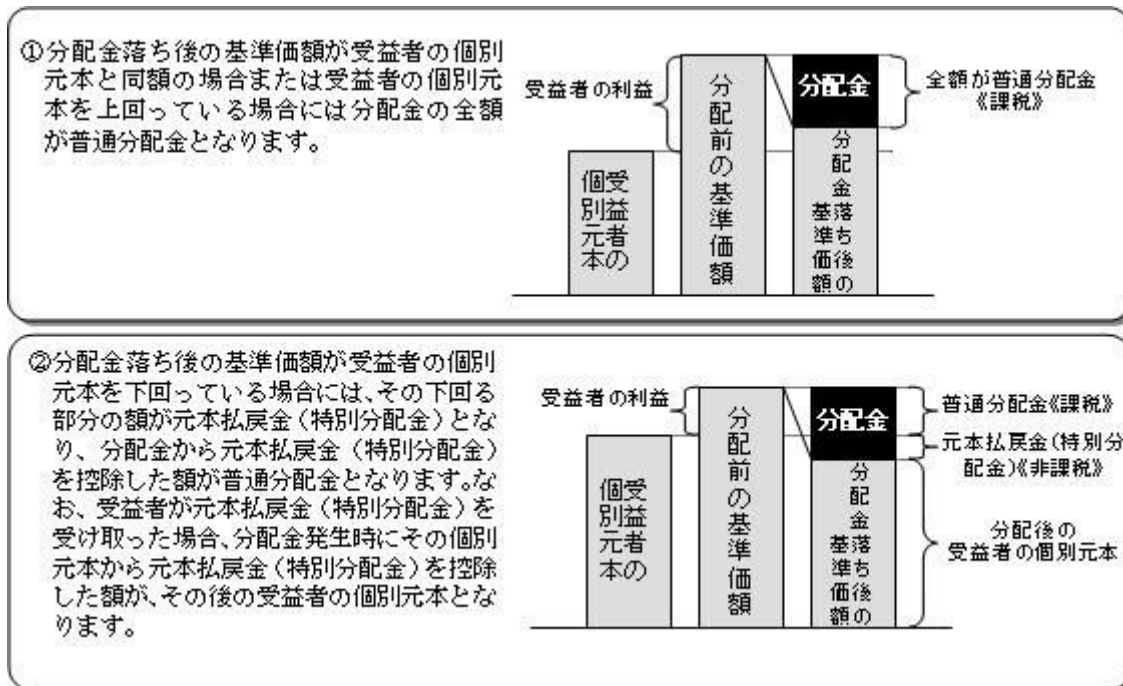 ①分配金落ち後の基準価額が受益者の個別
元本と同額の場合または受益者の個別元
本を上回っている場合には分配金の全額
が普通分配金となります。
受益者の利益
受益者の
個別元本
分配前の基準価額
分配金
分配金落ち後の
基準価額
全額が普通分配金
《課税》
②分配金落ち後の基準価額が受益者の個別
元本を下回っている場合には、その下回る
部分の額が元本払戻金(特別分配金)とな
り、分配金から元本払戻金(特別分配金)
を控除した額が普通分配金となります。な
お、受益者が元本払戻金(特別分配金)を
受け取った場合、分配金発生時にその個別
元本から元本払戻金(特別分配金)を控除
した額が、その後の受益者の個別元本とな
ります。
受益者の利益
受益者の
個別元本
分配前の基準価額
分配金
分配金落ち後の
基準価額
普通分配金《課税》
元本払戻金(特別分
配金)《非課税》
分配後の
受益者の個別元本